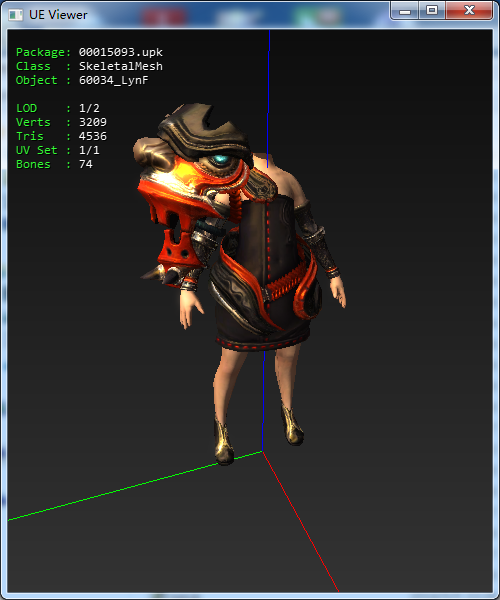 UE Viewer
Package: 00015093.upk
Class : SkeletalMesh
Object : 60034_LynF
LOD : 1/2
Verts : 3209
Tris : 4536
UV Set : 1/1
Bones : 74